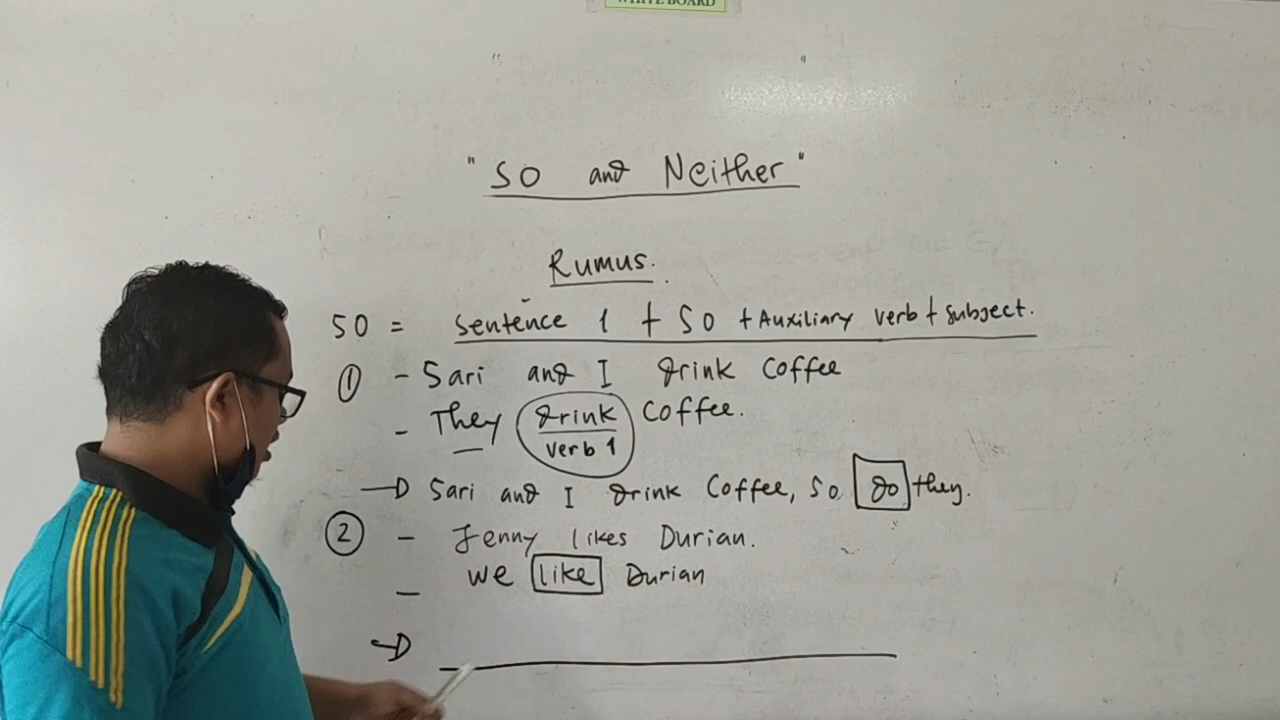 WHITE BOARD
"So and Neither"
Rumus.
SO = Sentence 1 + SO + Auxiliary verb + subject.
① - Sari and I drink Coffee
- They drink Coffee.
verb 1
→ Sari and I drink Coffee, so do they.
② - Jenny likes Durian.
- We like Durian
→